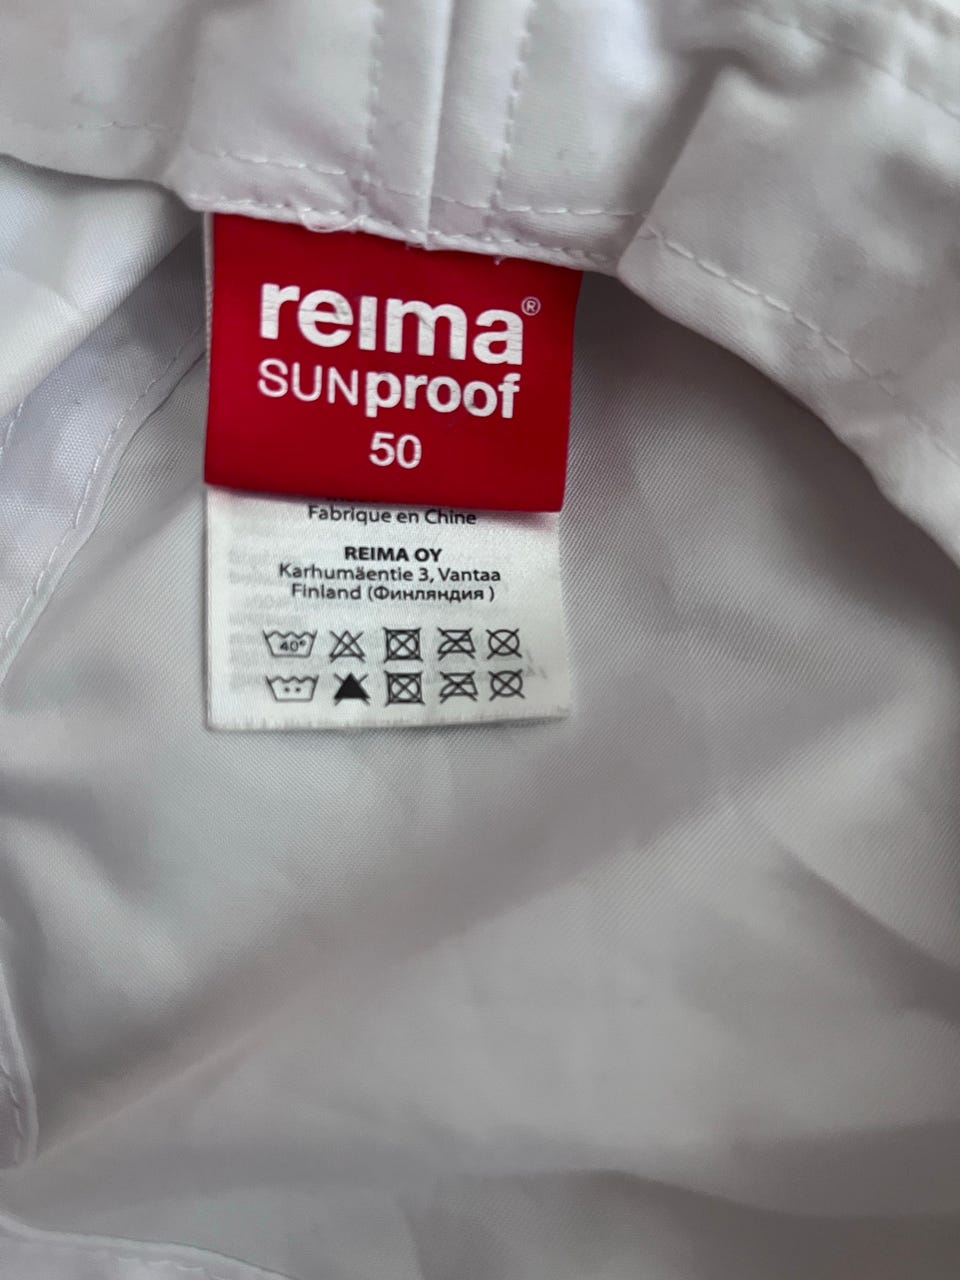 reima®
SUNproof
50
Fabrique en Chine
REIMA OY
Karhumäentie 3, Vantaa
Finland (Финляндия )
40°